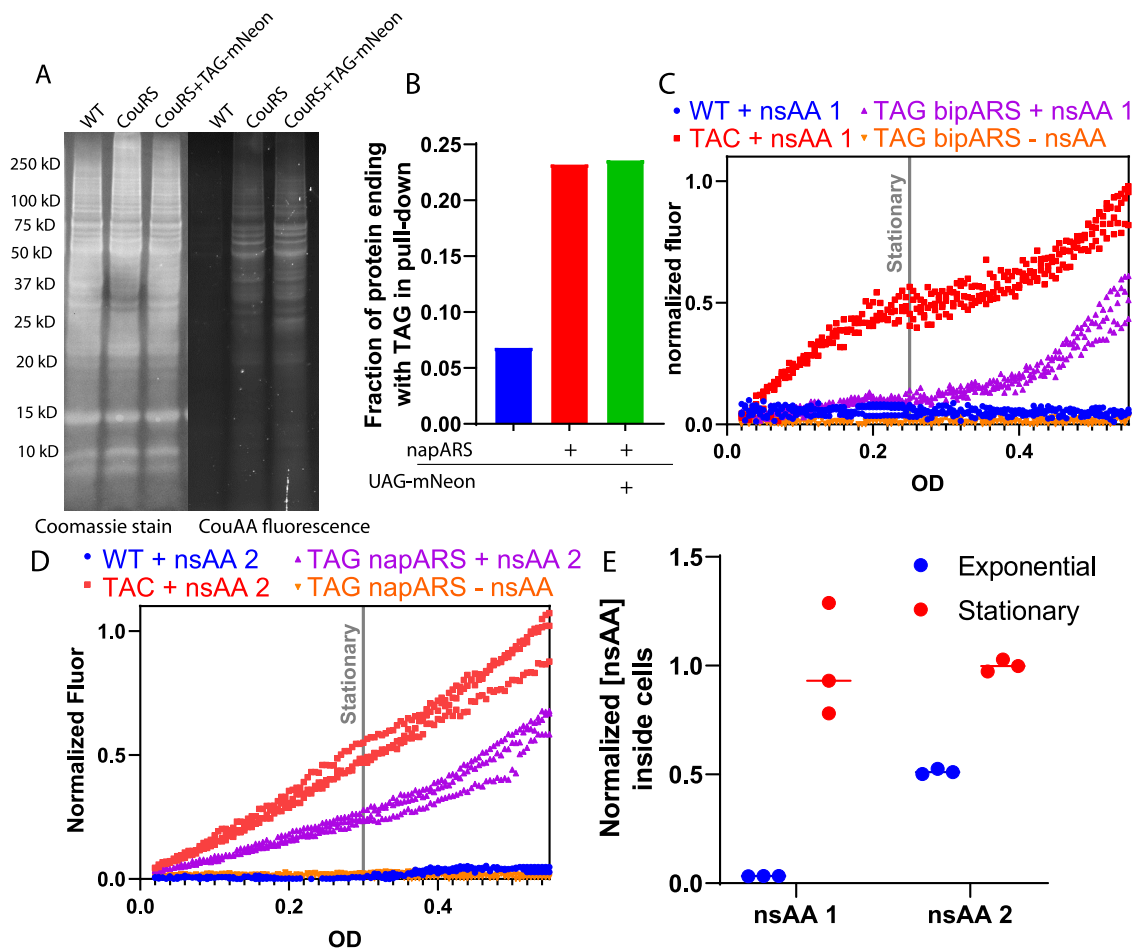 A
WT
CouRS
CouRS+TAG-mNeon
WT
CouRS
CouRS+TAG-mNeon
250 kD
100 kD
75 kD
50 kD
37 kD
25 kD
20 kD
15 kD
10 kD
Coomassie stain
CouAA fluorescence
B
Fraction of protein ending
with TAG in pull-down
0.25
0.20
0.15
0.10
0.05
0.00
napARS + +
UAG-mNeon +
C
WT + nsAA 1
TAG bipARS + nsAA 1
TAC + nsAA 1
TAG bipARS - nsAA
normalized fluor
1.0
0.5
0.0
Stationary
0.0 0.2 0.4
OD
D
WT + nsAA 2
TAG napARS + nsAA 2
TAC + nsAA 2
TAG napARS - nsAA
Normalized Fluor
1.0
0.5
0.0
Stationary
0.0 0.2 0.4
OD
E
Normalized [nsAA]
inside cells
1.5
1.0
0.5
0.0
Exponential
Stationary
nsAA 1 nsAA 2